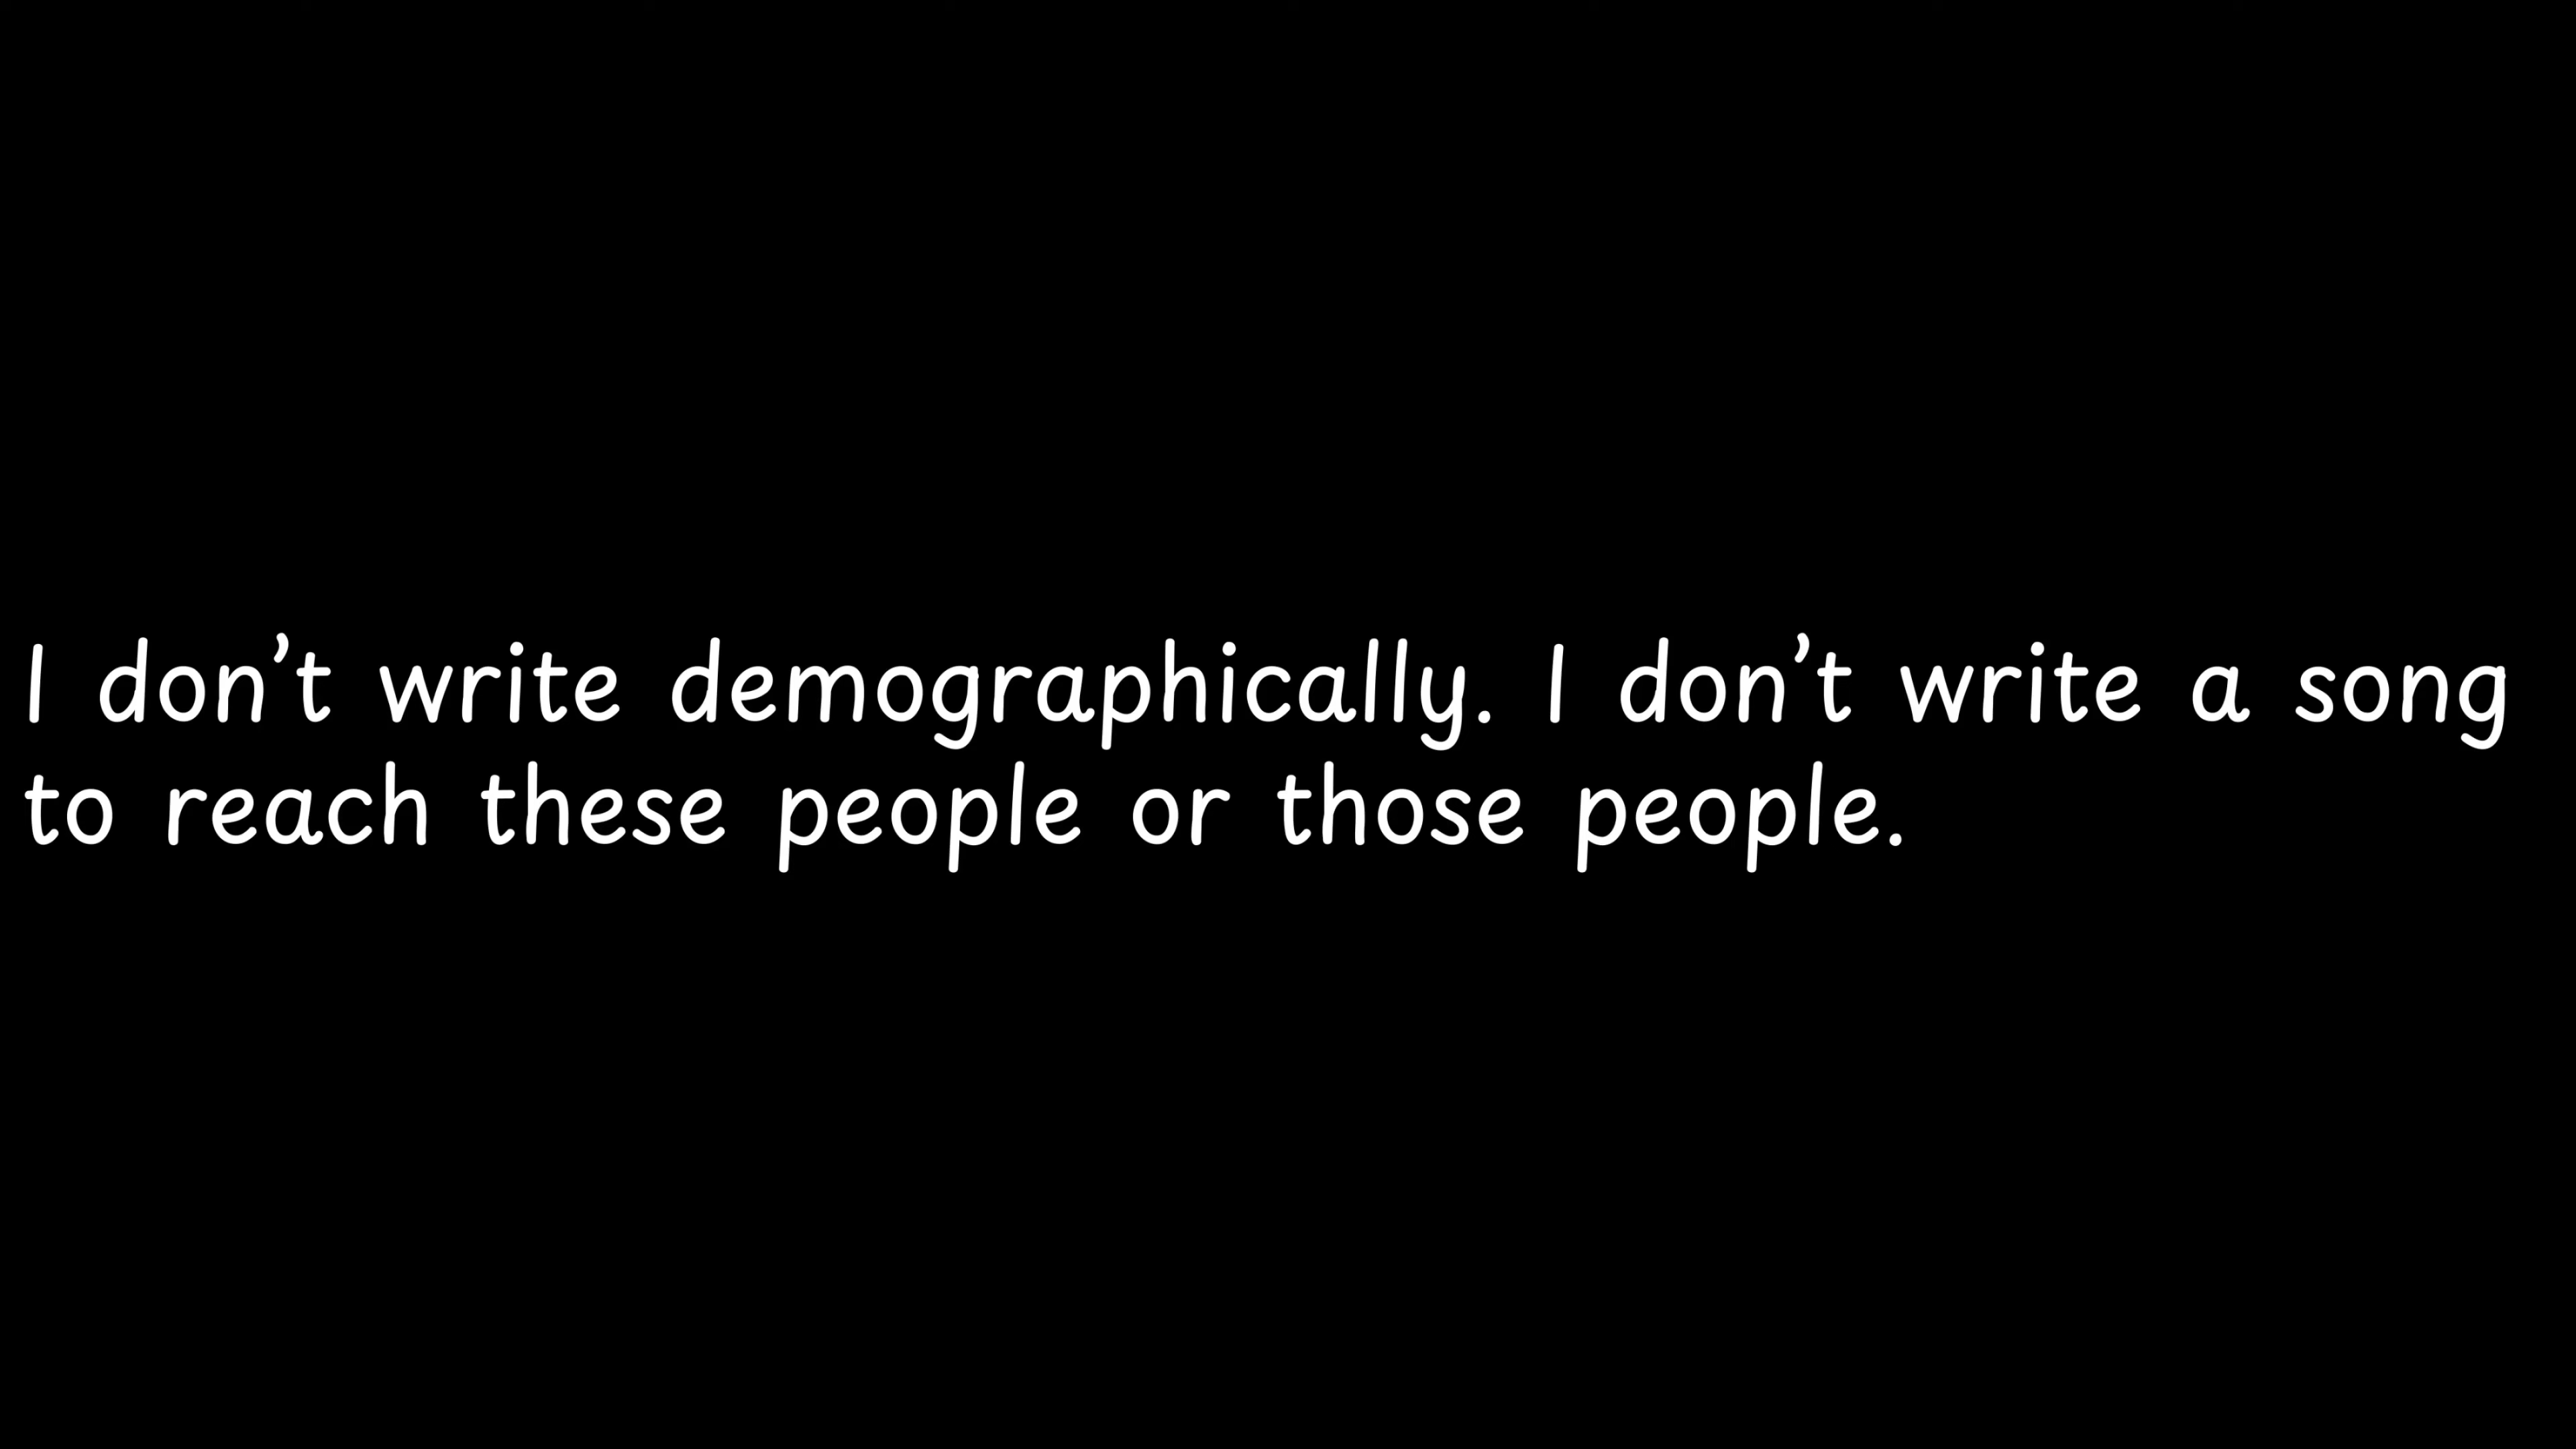 I don’t write demographically. I don’t write a song
to reach these people or those people.